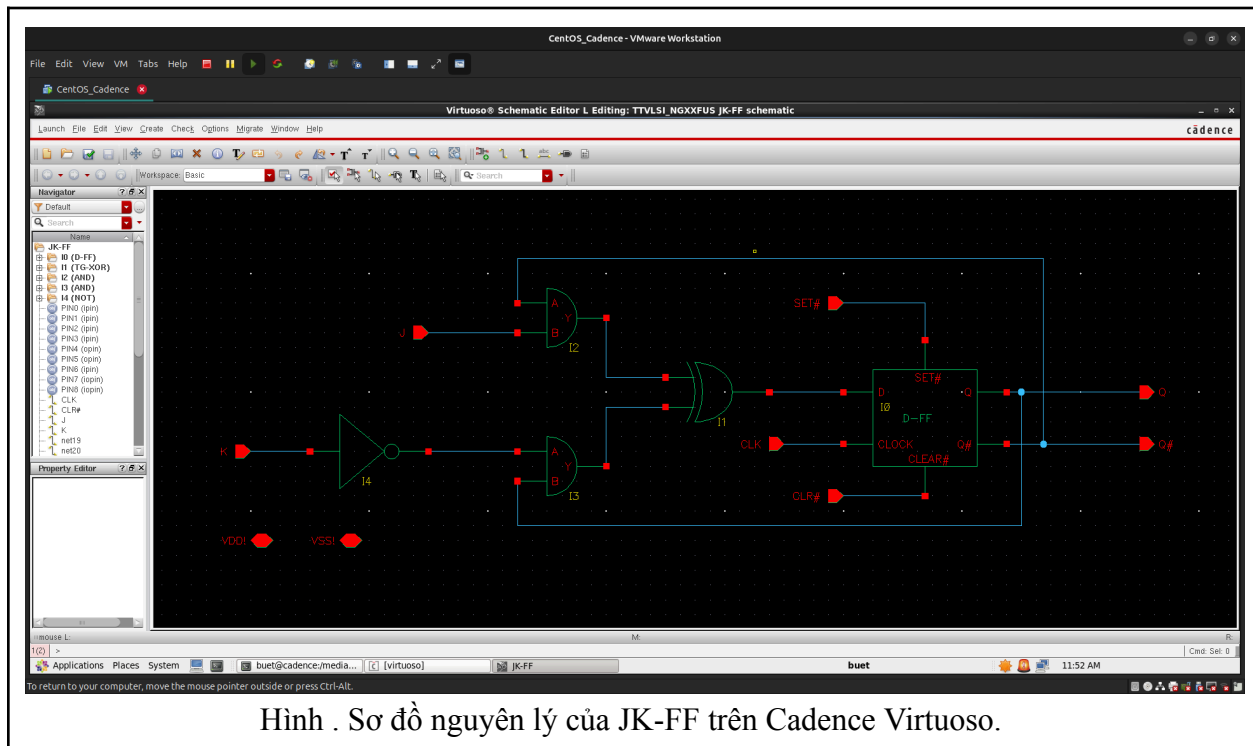 CentOS_Cadence - VMware Workstation
File Edit View VM Tabs Help
CentOS_Cadence
Virtuoso® Schematic Editor L Editing: TTVLSI_NGXXFUS JK-FF schematic
Launch File Edit View Create Check Options Migrate Window Help
cādence
Workspace: Basic
Search
Navigator
Default
Search
Name
JK-FF
I0 (D-FF)
I1 (TG-XOR)
I2 (AND)
I3 (AND)
I4 (NOT)
PIN0 (ipin)
PIN1 (ipin)
PIN2 (ipin)
PIN3 (ipin)
PIN4 (opin)
PIN5 (opin)
PIN6 (ipin)
PIN7 (iopin)
PIN8 (iopin)
CLK
CLR#
J
K
net19
net20
Property Editor
SET#
A
Y
B
I2
J
SET#
D
Q
Q
I0
D-FF
I1
CLK
CLOCK
Q#
Q#
CLEAR#
K
I4
A
Y
B
I3
CLR#
VDD!
VSS!
mouse L:
M:
R:
1(2)
>
Cmd: Sel: 0
Applications Places System
buet@cadence:/media...
[virtuoso]
JK-FF
buet
11:52 AM
To return to your computer, move the mouse pointer outside or press Ctrl-Alt.
Hình . Sơ đồ nguyên lý của JK-FF trên Cadence Virtuoso.